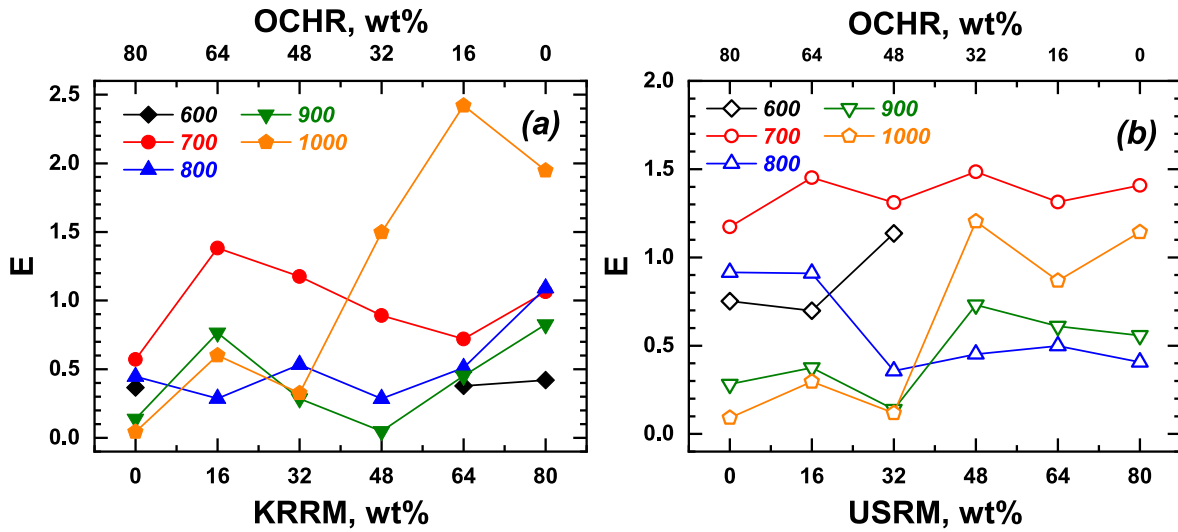 OCHR, wt%
80 64 48 32 16 0
2.5
2.0
1.5
1.0
0.5
0.0
E
600 900
700 1000
800
(a)
0 16 32 48 64 80
KRRM, wt%
OCHR, wt%
80 64 48 32 16 0
2.0
1.5
1.0
0.5
0.0
E
600 900
700 1000
800
(b)
0 16 32 48 64 80
USRM, wt%